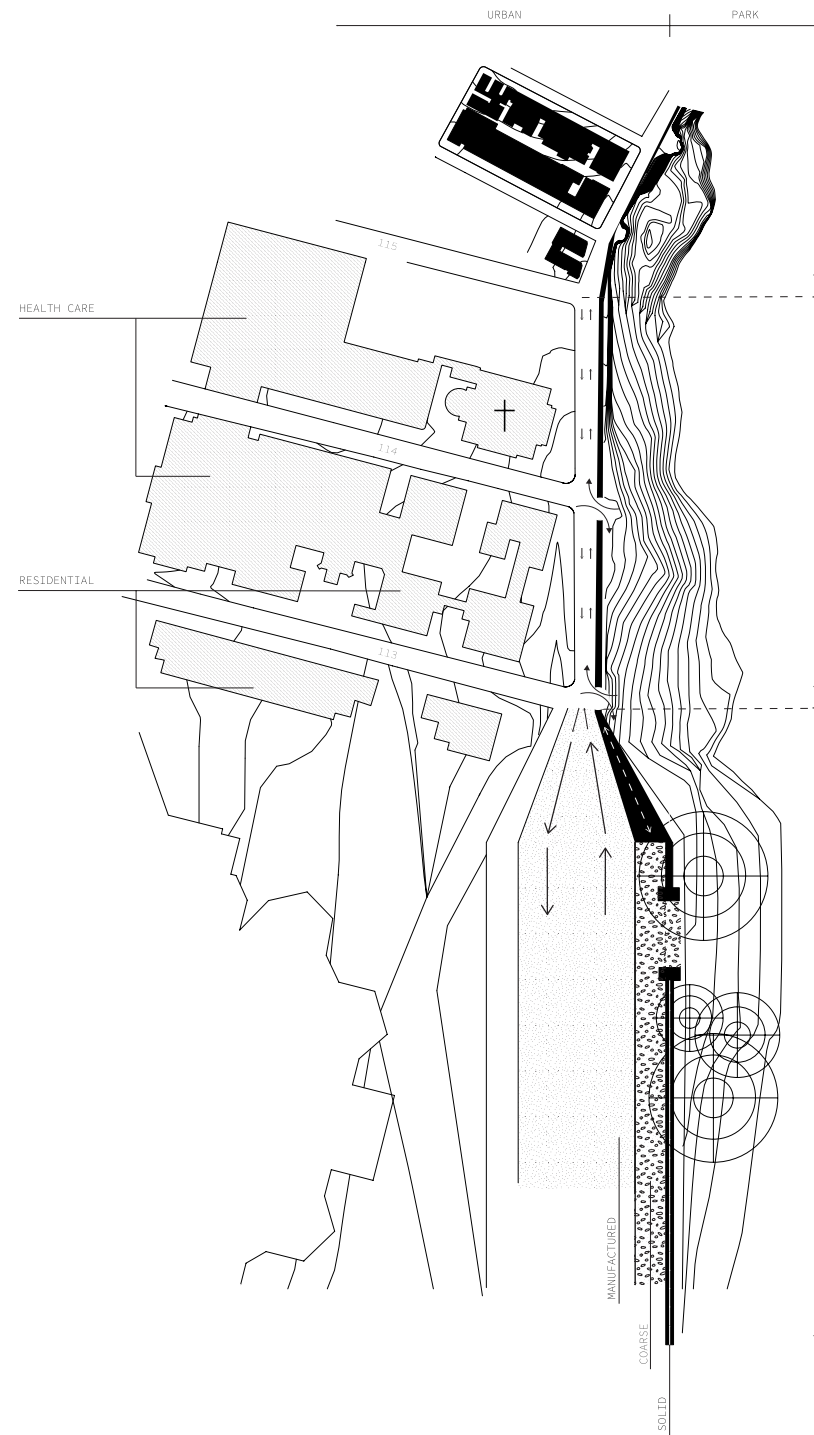 URBAN
PARK
115
HEALTH CARE
114
RESIDENTIAL
113
MANUFACTURED
COARSE
SOLID